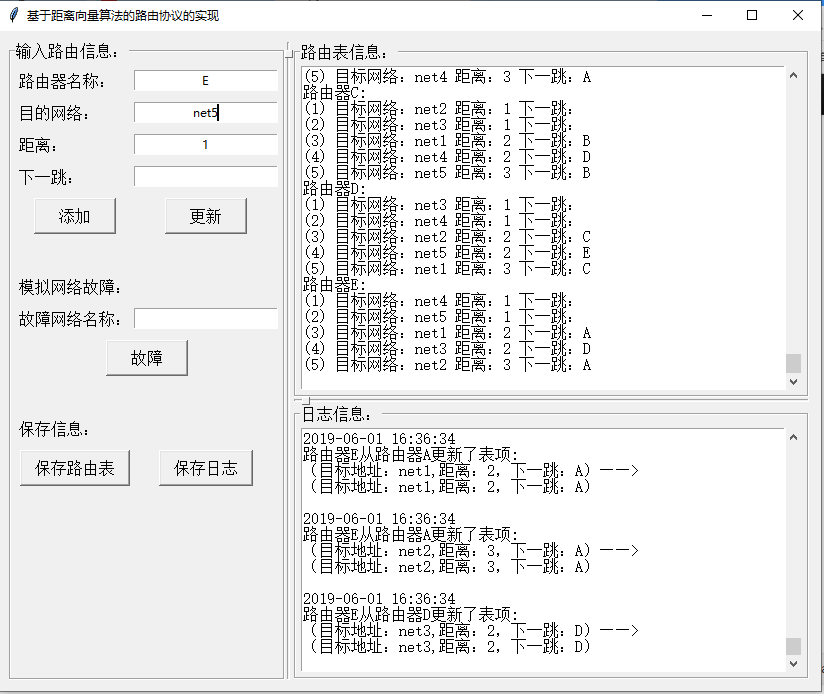 基于距离向量算法的路由协议的实现
输入路由信息:
路由器名称: E
目的网络: net5
距离: 1
下一跳:
添加 更新
模拟网络故障:
故障网络名称:
故障
保存信息:
保存路由表 保存日志
路由表信息:
(5) 目标网络: net4 距离: 3 下一跳: A
路由器C:
(1) 目标网络: net2 距离: 1 下一跳:
(2) 目标网络: net3 距离: 1 下一跳:
(3) 目标网络: net1 距离: 2 下一跳: B
(4) 目标网络: net4 距离: 2 下一跳: D
(5) 目标网络: net5 距离: 3 下一跳: B
路由器D:
(1) 目标网络: net3 距离: 1 下一跳:
(2) 目标网络: net4 距离: 1 下一跳:
(3) 目标网络: net2 距离: 2 下一跳: C
(4) 目标网络: net5 距离: 2 下一跳: E
(5) 目标网络: net1 距离: 3 下一跳: C
路由器E:
(1) 目标网络: net4 距离: 1 下一跳:
(2) 目标网络: net5 距离: 1 下一跳:
(3) 目标网络: net1 距离: 2 下一跳: A
(4) 目标网络: net3 距离: 2 下一跳: D
(5) 目标网络: net2 距离: 3 下一跳: A
日志信息:
2019-06-01 16:36:34
路由器E从路由器A更新了表项:
（目标地址: net1,距离: 2, 下一跳: A）——>
（目标地址: net1,距离: 2, 下一跳: A）
2019-06-01 16:36:34
路由器E从路由器A更新了表项:
（目标地址: net2,距离: 3, 下一跳: A）——>
（目标地址: net2,距离: 3, 下一跳: A）
2019-06-01 16:36:34
路由器E从路由器D更新了表项:
（目标地址: net3,距离: 2, 下一跳: D）——>
（目标地址: net3,距离: 2, 下一跳: D）